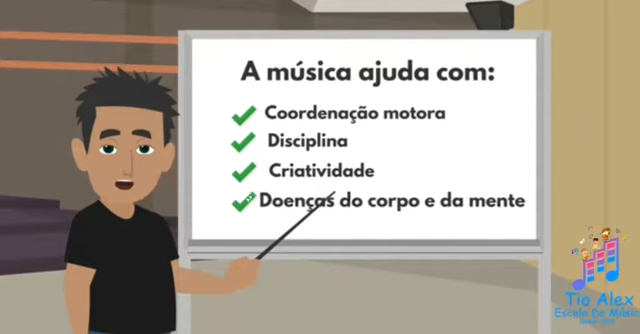 A música ajuda com:
Coordenação motora
Disciplina
Criatividade
Doenças do corpo e da mente
Tio Alex
Escola De Música